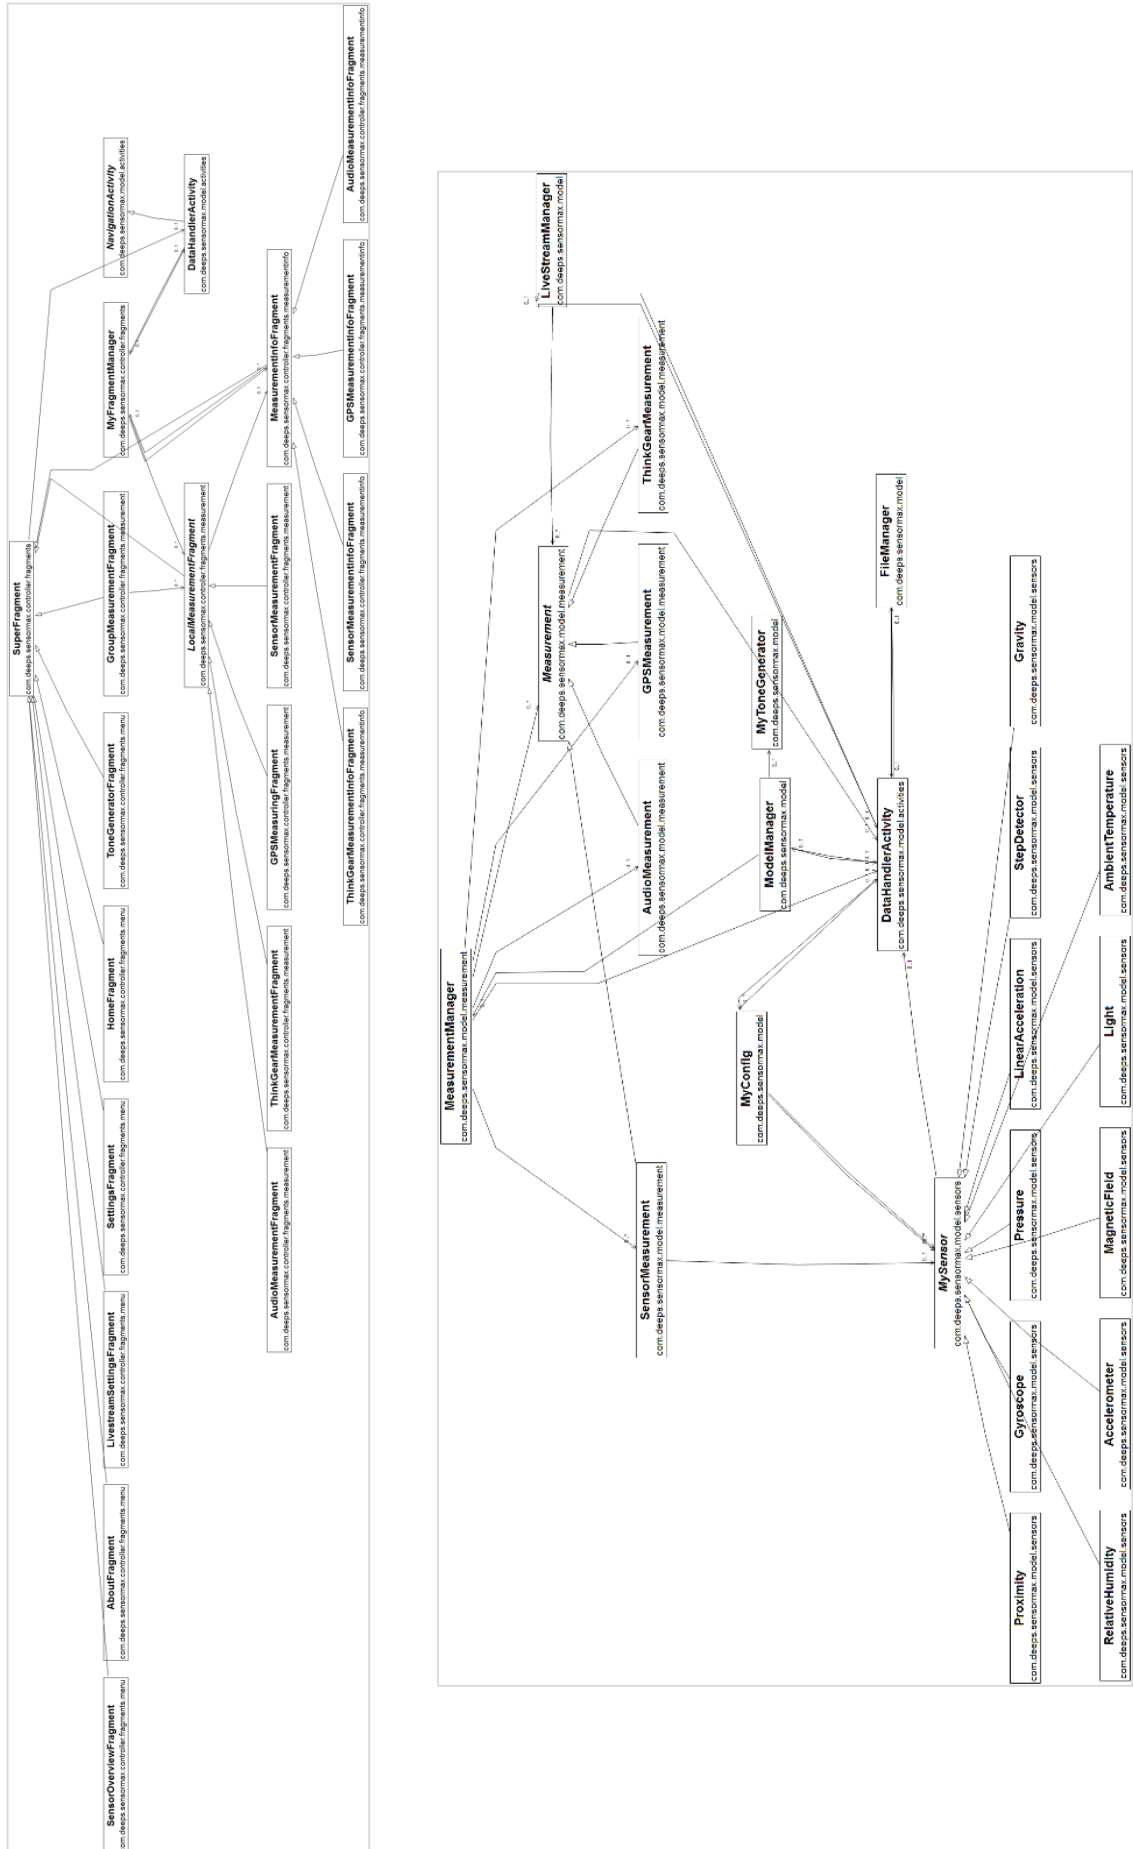 SuperFragment
com.deeps.sensormax.controller.fragments
SensorOverviewFragment
com.deeps.sensormax.controller.fragments.menu
AboutFragment
com.deeps.sensormax.controller.fragments.menu
LivestreamSettingsFragment
com.deeps.sensormax.controller.fragments.menu
SettingsFragment
com.deeps.sensormax.controller.fragments.menu
HomeFragment
com.deeps.sensormax.controller.fragments.menu
ToneGeneratorFragment
com.deeps.sensormax.controller.fragments.menu
GroupMeasurementFragment
com.deeps.sensormax.controller.fragments.measurement
MyFragmentManager
com.deeps.sensormax.controller.fragments
NavigationActivity
com.deeps.sensormax.model.activities
LocalMeasurementFragment
com.deeps.sensormax.controller.fragments.measurement
DataHandlerActivity
com.deeps.sensormax.model.activities
AudioMeasurementFragment
com.deeps.sensormax.controller.fragments.measurement
ThinkGearMeasurementFragment
com.deeps.sensormax.controller.fragments.measurement
GPSMeasuringFragment
com.deeps.sensormax.controller.fragments.measurement
SensorMeasurementFragment
com.deeps.sensormax.controller.fragments.measurement
MeasurementInfoFragment
com.deeps.sensormax.controller.fragments.measurementinfo
ThinkGearMeasurementInfoFragment
com.deeps.sensormax.controller.fragments.measurementinfo
SensorMeasurementInfoFragment
com.deeps.sensormax.controller.fragments.measurementinfo
GPSMeasurementInfoFragment
com.deeps.sensormax.controller.fragments.measurementinfo
AudioMeasurementInfoFragment
com.deeps.sensormax.controller.fragments.measurementinfo
MeasurementManager
com.deeps.sensormax.model.measurement
Measurement
com.deeps.sensormax.model.measurement
LiveStreamManager
com.deeps.sensormax.model
SensorMeasurement
com.deeps.sensormax.model.measurement
AudioMeasurement
com.deeps.sensormax.model.measurement
GPSMeasurement
com.deeps.sensormax.model.measurement
ThinkGearMeasurement
com.deeps.sensormax.model.measurement
MyConfig
com.deeps.sensormax.model
ModelManager
com.deeps.sensormax.model
MyToneGenerator
com.deeps.sensormax.model
DataHandlerActivity
com.deeps.sensormax.model.activities
FileManager
com.deeps.sensormax.model
MySensor
com.deeps.sensormax.model.sensors
Proximity
com.deeps.sensormax.model.sensors
Gyroscope
com.deeps.sensormax.model.sensors
Pressure
com.deeps.sensormax.model.sensors
LinearAcceleration
com.deeps.sensormax.model.sensors
StepDetector
com.deeps.sensormax.model.sensors
Gravity
com.deeps.sensormax.model.sensors
RelativeHumidity
com.deeps.sensormax.model.sensors
Accelerometer
com.deeps.sensormax.model.sensors
MagneticField
com.deeps.sensormax.model.sensors
Light
com.deeps.sensormax.model.sensors
AmbientTemperature
com.deeps.sensormax.model.sensors